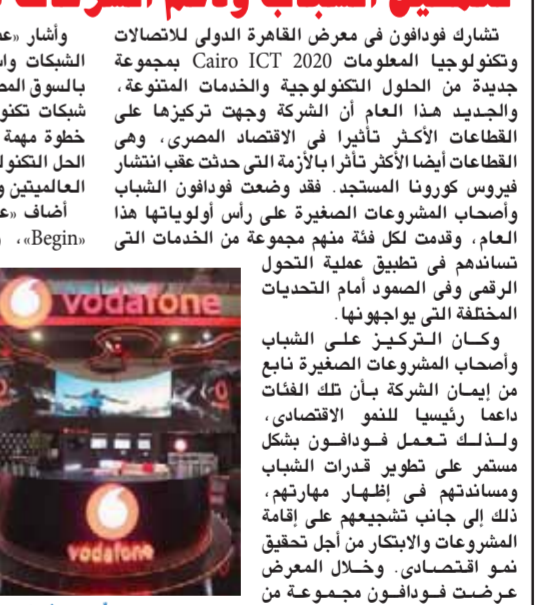 تشارك فودافون فى معرض القاهرة الدولى للاتصالات
وتكنولوجيا المعلومات Cairo ICT 2020 بمجموعة
جديدة من الحلول التكنولوجية والخدمات المتنوعة،
والجديد هذا العام أن الشركة وجهت تركيزها على
القطاعات الأكثر تأثيرا فى الاقتصاد المصرى، وهى
القطاعات أيضا الأكثر تأثرا بالأزمة التى حدثت عقب انتشار
فيروس كورونا المستجد. فقد وضعت فودافون الشباب
وأصحاب المشروعات الصغيرة على رأس أولوياتها هذا
العام، وقدمت لكل فئة منهم مجموعة من الخدمات التى
تساندهم فى تطبيق عملية التحول
الرقمى وفى الصمود أمام التحديات
المختلفة التى يواجهونها.
وكان التركيز على الشباب
وأصحاب المشروعات الصغيرة نابع
من إيمان الشركة بأن تلك الفئات
داعما رئيسيا للنمو الاقتصادى،
ولذلك تعمل فودافون بشكل
مستمر على تطوير قدرات الشباب
ومساندتهم فى إظهار مهارتهم،
ذلك إلى جانب تشجيعهم على إقامة
المشروعات والابتكار من أجل تحقيق
نمو اقتصادى. وخلال المعرض
عرضت فودافون مجموعة من
وأشار
الشبكات
بالسوق
شبكات
خطوة مهمة
الحل
العالميتين
أضاف
«Begin»،
vodafone
vodafone